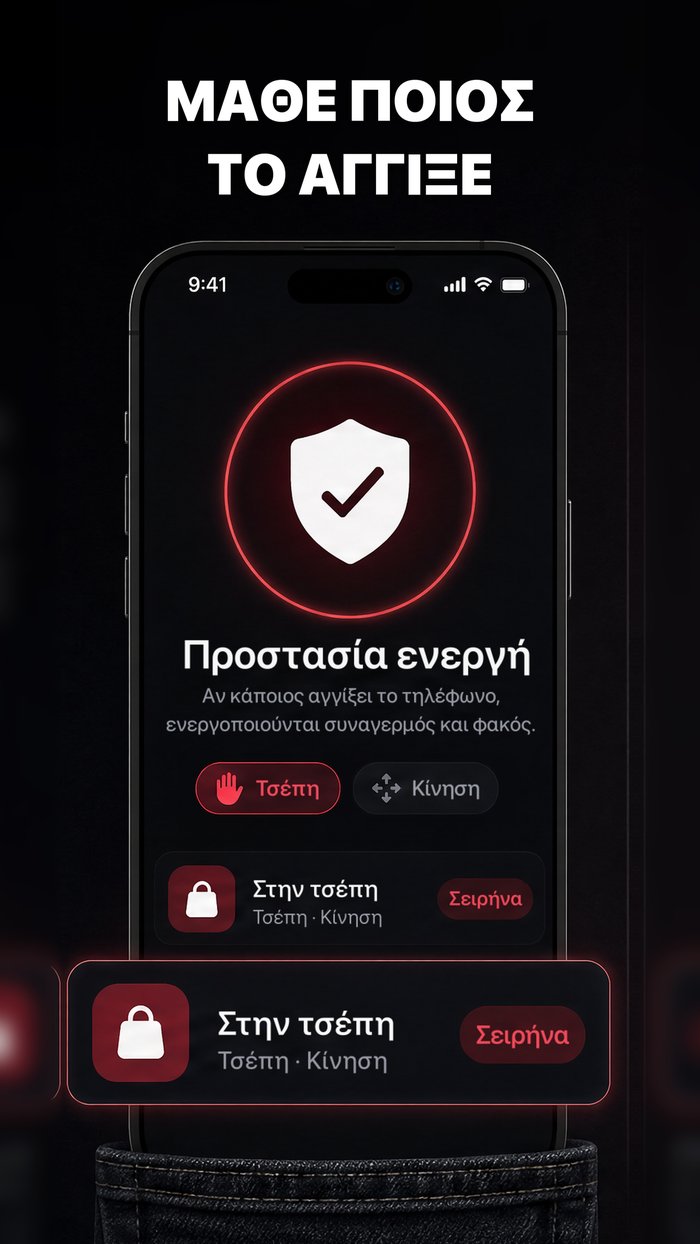 ΜΑΘΕ ΠΟΙΟΣ
ΤΟ ΑΓΓΙΞΕ
9:41
Προστασία ενεργή
Αν κάποιος αγγίξει το τηλέφωνο,
ενεργοποιούνται συναγερμός και φακός.
Τσέπη
Κίνηση
Στην τσέπη
Τσέπη · Κίνηση
Σειρήνα
Στην τσέπη
Τσέπη · Κίνηση
Σειρήνα